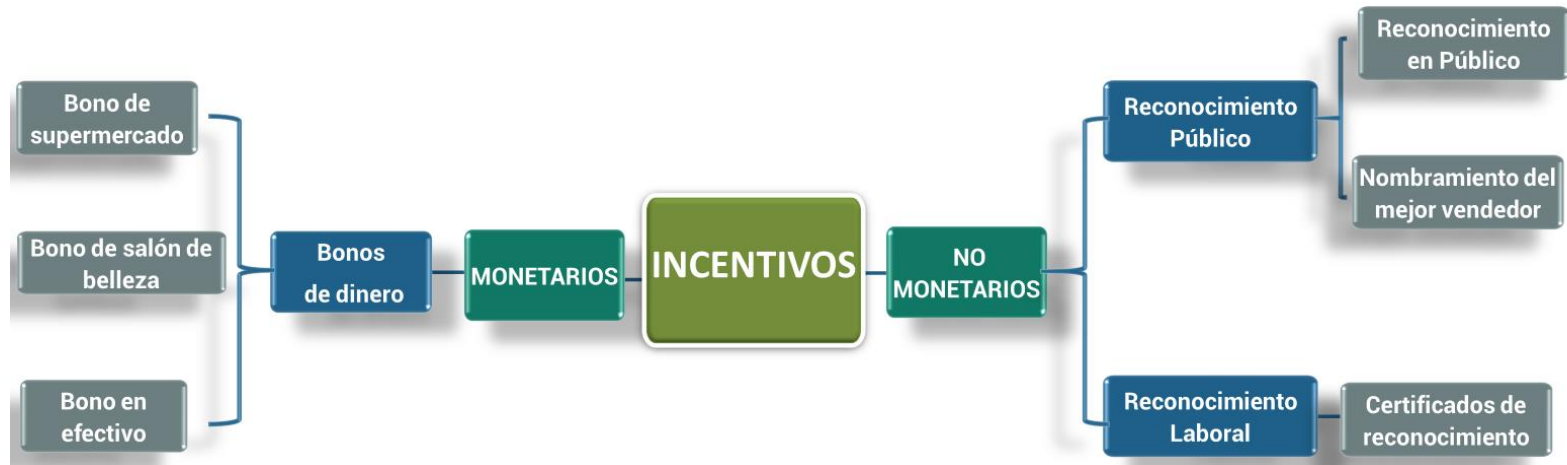 Bono de
supermercado
Bono de salón de
belleza
Bono en
efectivo
Bonos
de dinero
MONETARIOS
INCENTIVOS
NO
MONETARIOS
Reconocimiento
Público
Reconocimiento
en Público
Nombramiento del
mejor vendedor
Reconocimiento
Laboral
Certificados de
reconocimiento